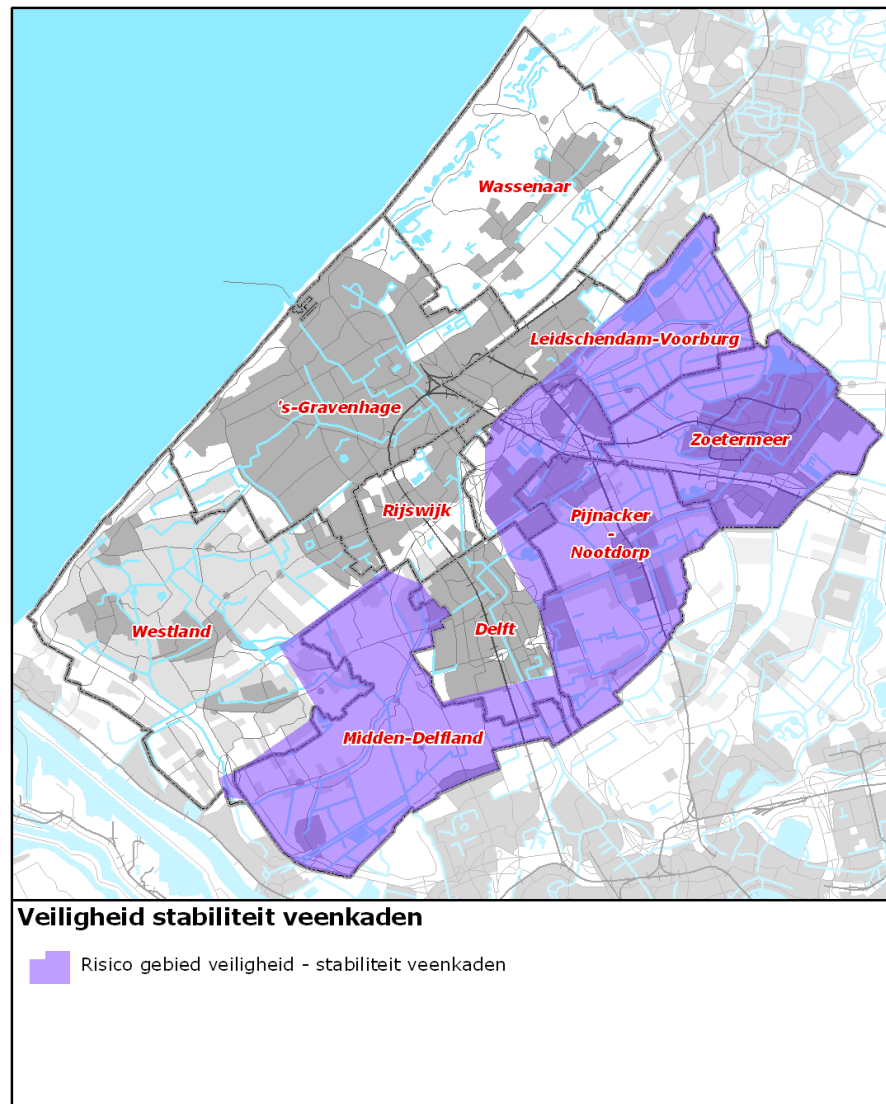 Wassenaar
Leidschendam-Voorburg
's-Gravenhage
Zoetermeer
Rijswijk
Pijnacker
-
Nootdorp
Westland
Delft
Midden-Delfland
Veiligheid stabiliteit veenkaden
Risico gebied veiligheid - stabiliteit veenkaden